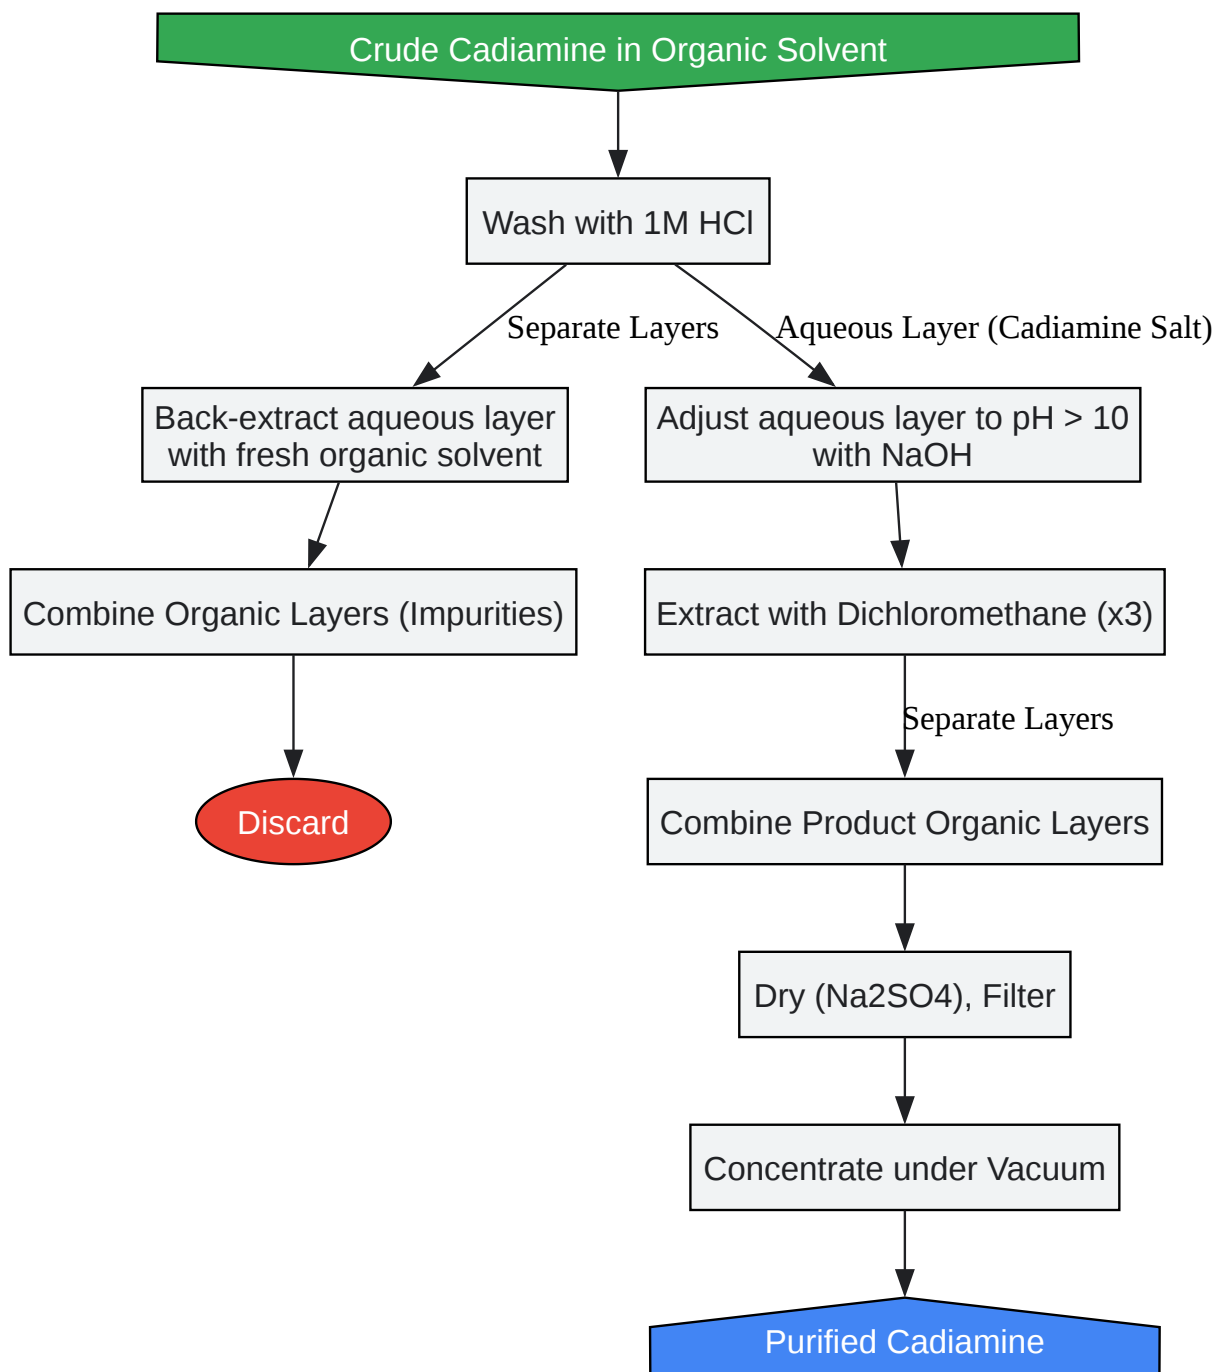 Crude Cadiamine in Organic Solvent
Wash with 1M HCl
Separate Layers
Aqueous Layer (Cadiamine Salt)
Back-extract aqueous layer
with fresh organic solvent
Adjust aqueous layer to pH > 10
with NaOH
Combine Organic Layers (Impurities)
Extract with Dichloromethane (x3)
Separate Layers
Discard
Combine Product Organic Layers
Dry (Na2SO4), Filter
Concentrate under Vacuum
Purified Cadiamine